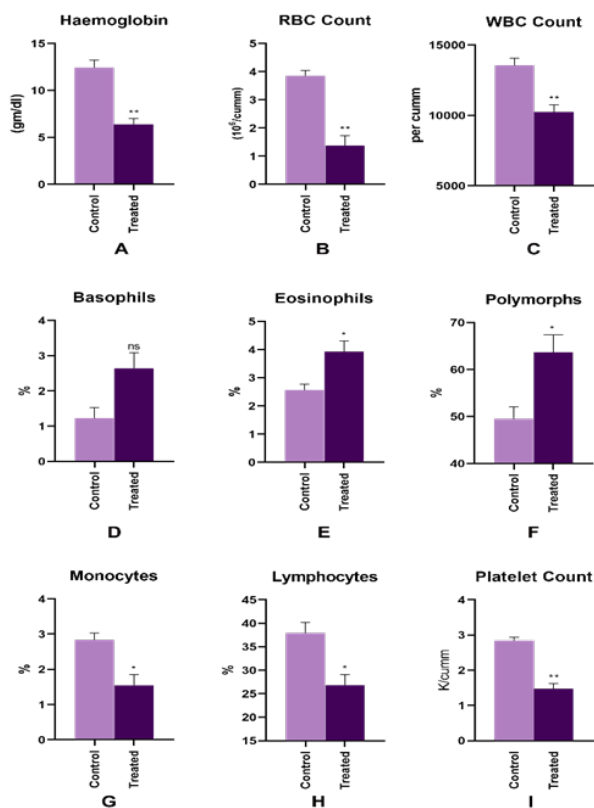 Haemoglobin
15
10
5
0
(gm/dl)
**
Control
Treated
A
RBC Count
5
4
3
2
1
0
(10⁶/cumm)
**
Control
Treated
B
WBC Count
15000
10000
5000
per cumm
**
Control
Treated
C
Basophils
4
3
2
1
0
%
ns
Control
Treated
D
Eosinophils
5
4
3
2
1
0
%
*
Control
Treated
E
Polymorphs
70
60
50
40
%
*
Control
Treated
F
Monocytes
4
3
2
1
0
%
*
Control
Treated
G
Lymphocytes
45
40
35
30
25
20
15
%
*
Control
Treated
H
Platelet Count
4
3
2
1
0
K/cumm
**
Control
Treated
I